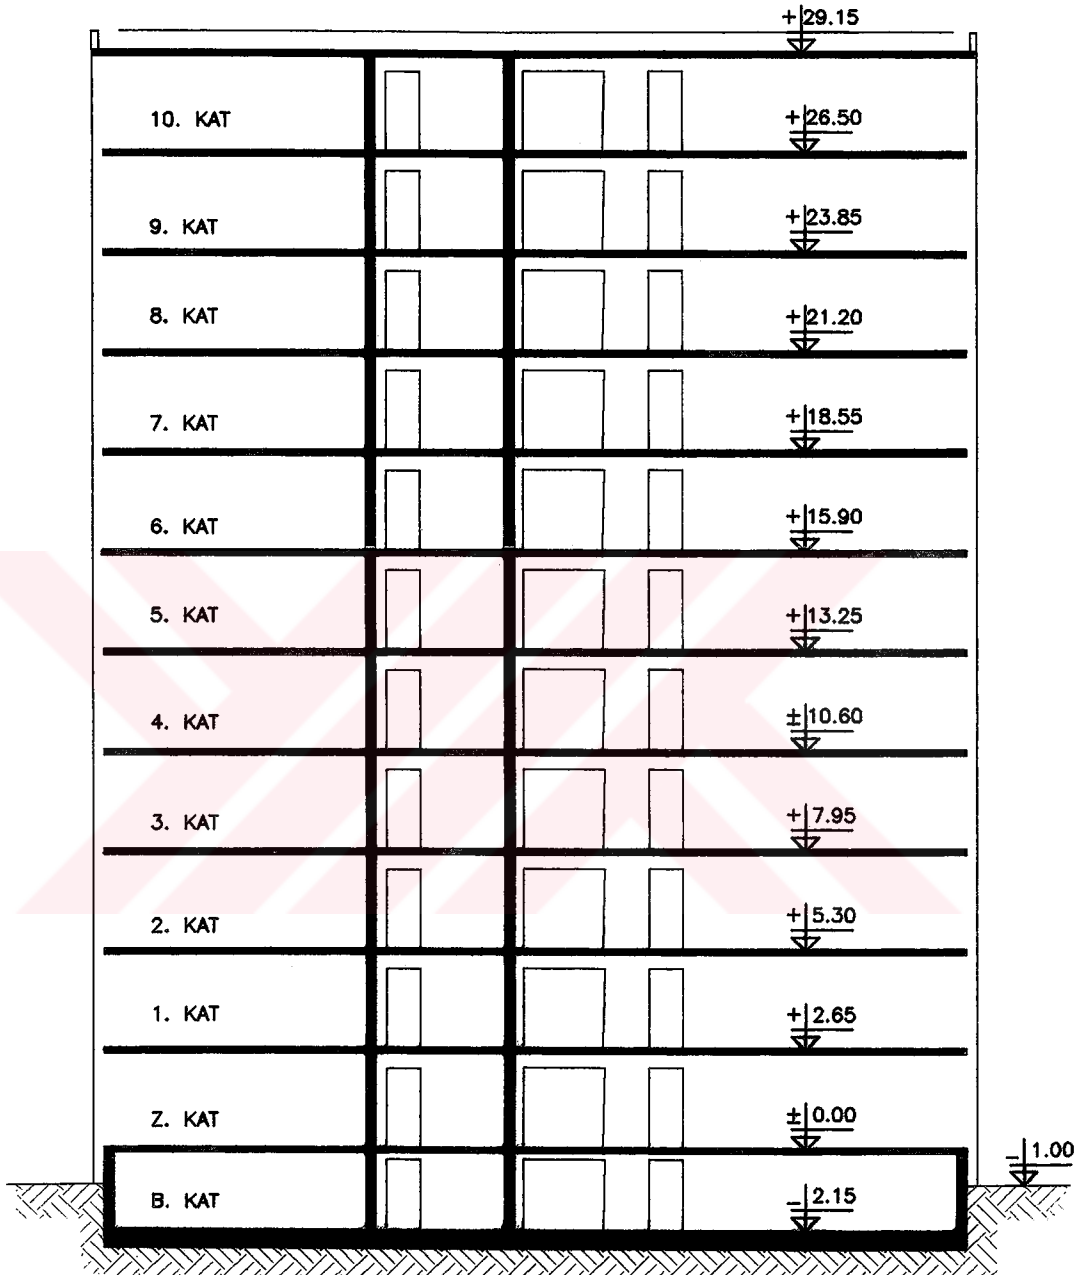 +29.15
10. KAT
+26.50
9. KAT
+23.85
8. KAT
+21.20
7. KAT
+18.55
6. KAT
+15.90
5. KAT
+13.25
4. KAT
±10.60
3. KAT
+7.95
2. KAT
+5.30
1. KAT
+2.65
Z. KAT
±0.00
-1.00
B. KAT
-2.15